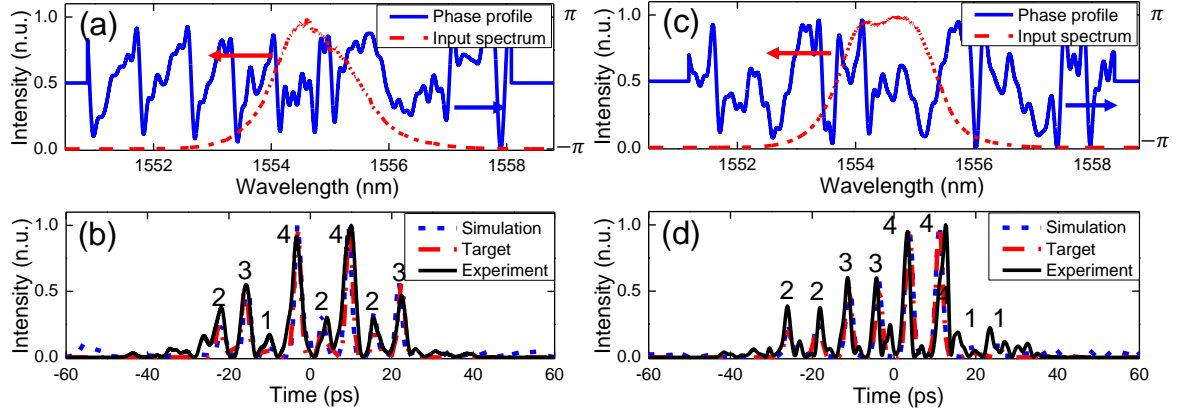 (a)
Phase profile
Input spectrum
Intensity (n.u.)
1.0
0.5
0.0
π
−π
1552 1554 1556 1558
Wavelength (nm)
(c)
Phase profile
Input spectrum
Intensity (n.u.)
1.0
0.5
0.0
π
−π
1552 1554 1556 1558
Wavelength (nm)
(b)
Simulation
Target
Experiment
Intensity (n.u.)
1.0
0.5
0.0
2 3 1 4 2 4 2 3
-60 -40 -20 0 20 40 60
Time (ps)
(d)
Simulation
Target
Experiment
Intensity (n.u.)
1.0
0.5
0.0
2 2 3 3 4 4 1 1
-60 -40 -20 0 20 40 60
Time (ps)